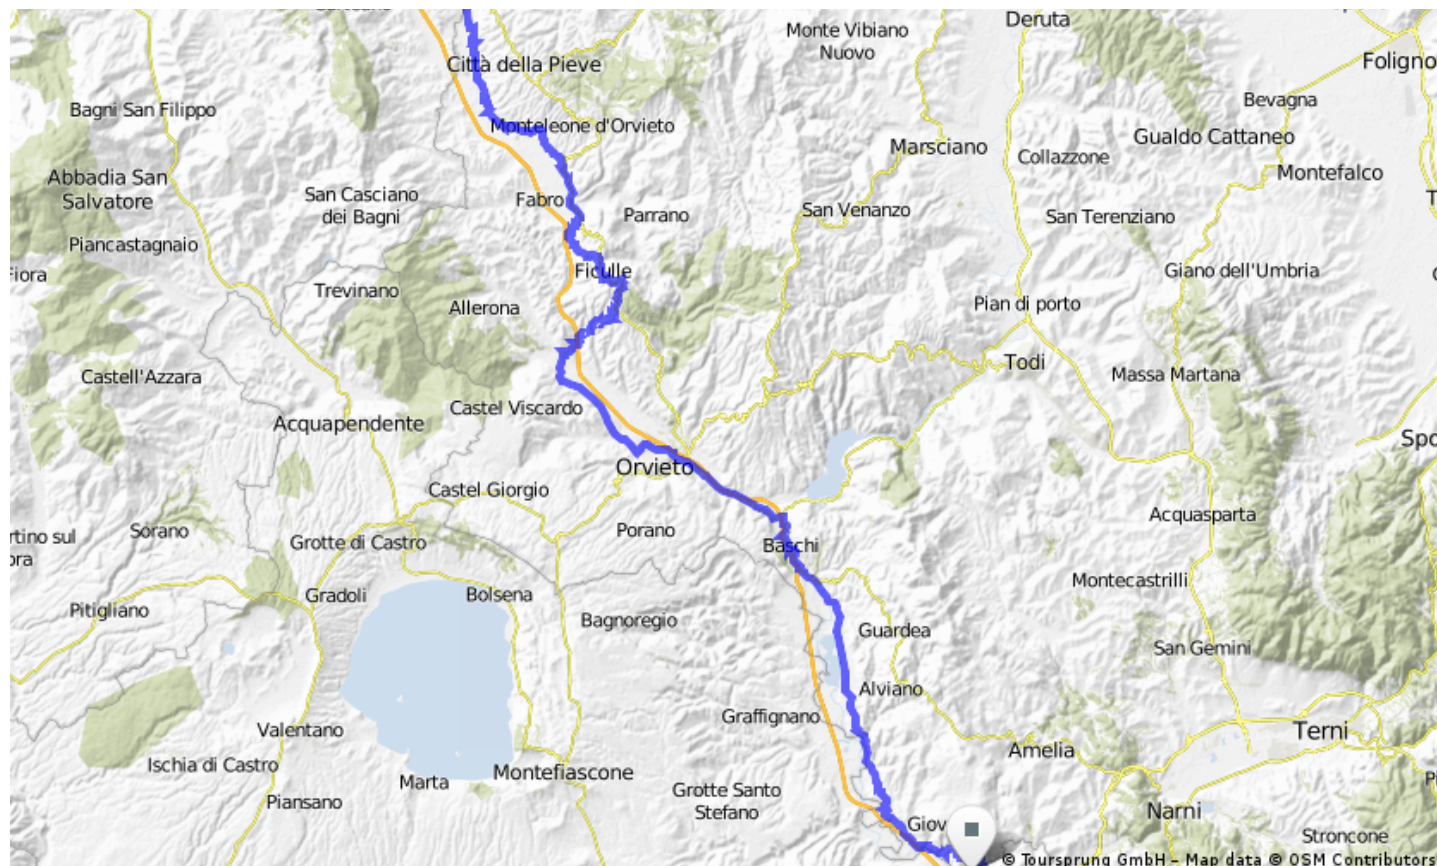 Deruta
Monte Vibiano
Nuovo
Città della Pieve
Bevagna
Bagni San Filippo
Monteleone d'Orvieto
Gualdo Cattaneo
Marsciano
Collazzone
Montefalco
Abbadia San
Salvatore
San Casciano
dei Bagni
Fabro
Parrano
San Venanzo
San Terenziano
Piancastagnaio
Ficulle
Giano dell'Umbria
Trevinano
Allerona
Pian di porto
Todi
Castell'Azzara
Massa Martana
Castel Viscardo
Acquapendente
Orvieto
Castel Giorgio
Acquasparta
Sorano
Porano
Grotte di Castro
Baschi
Montecastrilli
Gradoli
Bolsena
Pitigliano
Bagnoregio
Guardea
San Gemini
Alviano
Graffignano
Valentano
Terni
Amelia
Ischia di Castro
Marta
Montefiascone
Grotte Santo
Stefano
Piansano
Narni
Giov
Stroncone
© Toursprung GmbH – Map data © OSM Contributors